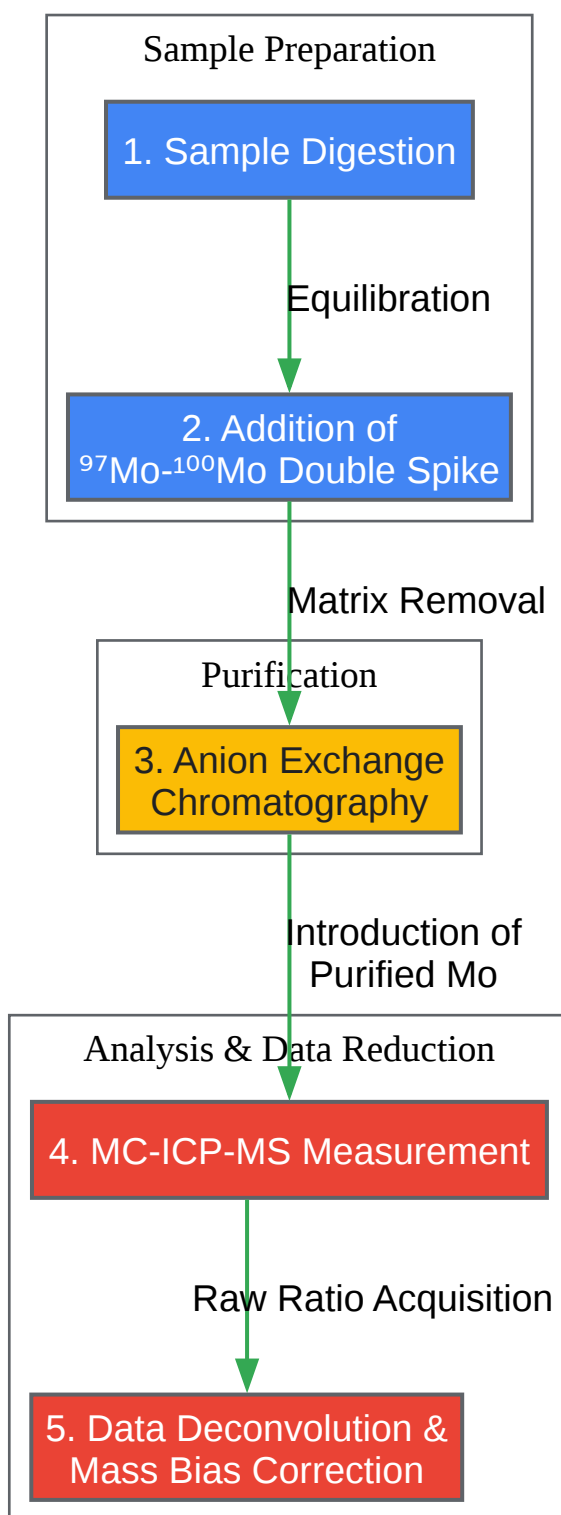 Sample Preparation
1. Sample Digestion
Equilibration
2. Addition of
⁹⁷Mo-¹⁰⁰Mo Double Spike
Matrix Removal
Purification
3. Anion Exchange
Chromatography
Introduction of
Purified Mo
Analysis & Data Reduction
4. MC-ICP-MS Measurement
Raw Ratio Acquisition
5. Data Deconvolution &
Mass Bias Correction